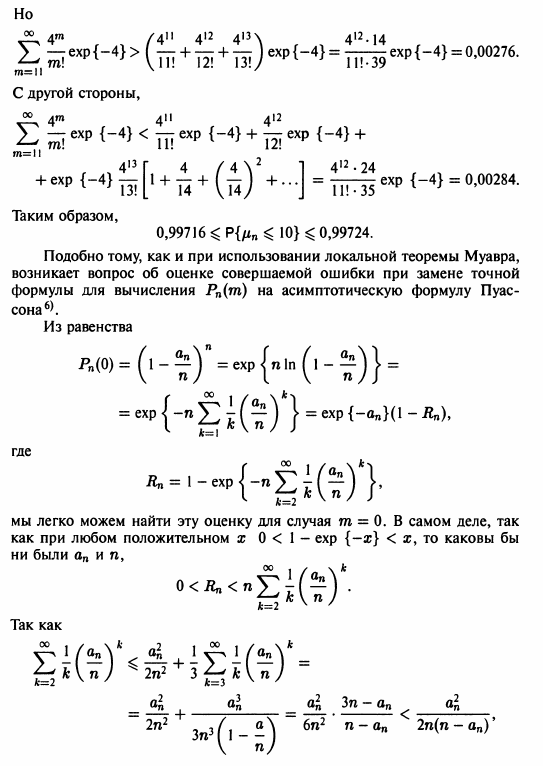 Но
$$\sum_{m=11}^{\infty} \frac{4^m}{m!} \exp\{-4\} > \left(\frac{4^{11}}{11!} + \frac{4^{12}}{12!} + \frac{4^{13}}{13!}\right) \exp\{-4\} = \frac{4^{12} \cdot 14}{11! \cdot 39} \exp\{-4\} = 0,00276.$$
С другой стороны,
$$\sum_{m=11}^{\infty} \frac{4^m}{m!} \exp\{-4\} < \frac{4^{11}}{11!} \exp\{-4\} + \frac{4^{12}}{12!} \exp\{-4\} +$$
$$+ \exp\{-4\} \frac{4^{13}}{13!} \left[1 + \frac{4}{14} + \left(\frac{4}{14}\right)^2 + \dots\right] = \frac{4^{12} \cdot 24}{11! \cdot 35} \exp\{-4\} = 0,00284.$$
Таким образом,
$$0,99716 \leqslant \mathsf{P}\{\mu_n \leqslant 10\} \leqslant 0,99724.$$
Подобно тому, как и при использовании локальной теоремы Муавра,
возникает вопрос об оценке совершаемой ошибки при замене точной
формулы для вычисления $P_n(m)$ на асимптотическую формулу Пуас-
сона$^{6)}$.
Из равенства
$$P_n(0) = \left(1 - \frac{a_n}{n}\right)^n = \exp\left\{n \ln\left(1 - \frac{a_n}{n}\right)\right\} =$$
$$= \exp\left\{-n \sum_{k=1}^{\infty} \frac{1}{k} \left(\frac{a_n}{n}\right)^k\right\} = \exp\{-a_n\}(1 - R_n),$$
где
$$R_n = 1 - \exp\left\{-n \sum_{k=2}^{\infty} \frac{1}{k} \left(\frac{a_n}{n}\right)^k\right\},$$
мы легко можем найти эту оценку для случая $m = 0$. В самом деле, так
как при любом положительном $x$ $0 < 1 - \exp\{-x\} < x$, то каковы бы
ни были $a_n$ и $n$,
$$0 < R_n < n \sum_{k=2}^{\infty} \frac{1}{k} \left(\frac{a_n}{n}\right)^k.$$
Так как
$$\sum_{k=2}^{\infty} \frac{1}{k} \left(\frac{a_n}{n}\right)^k \leqslant \frac{a_n^2}{2n^2} + \frac{1}{3} \sum_{k=3}^{\infty} \frac{1}{k} \left(\frac{a_n}{n}\right)^k =$$
$$= \frac{a_n^2}{2n^2} + \frac{a_n^3}{3n^3 \left(1 - \frac{a}{n}\right)} = \frac{a_n^2}{6n^2} \cdot \frac{3n - a_n}{n - a_n} < \frac{a_n^2}{2n(n - a_n)},$$